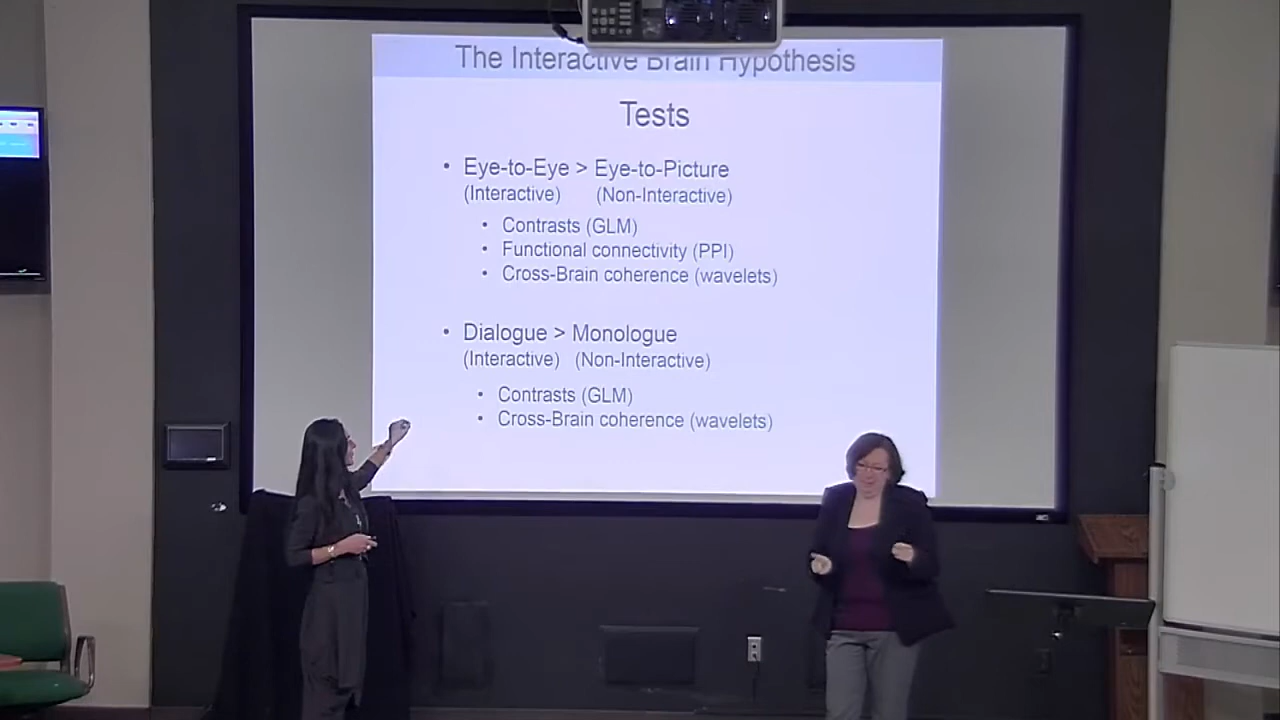 The Interactive Brain Hypothesis
Tests
• Eye-to-Eye > Eye-to-Picture
(Interactive) (Non-Interactive)
• Contrasts (GLM)
• Functional connectivity (PPI)
• Cross-Brain coherence (wavelets)
• Dialogue > Monologue
(Interactive) (Non-Interactive)
• Contrasts (GLM)
• Cross-Brain coherence (wavelets)